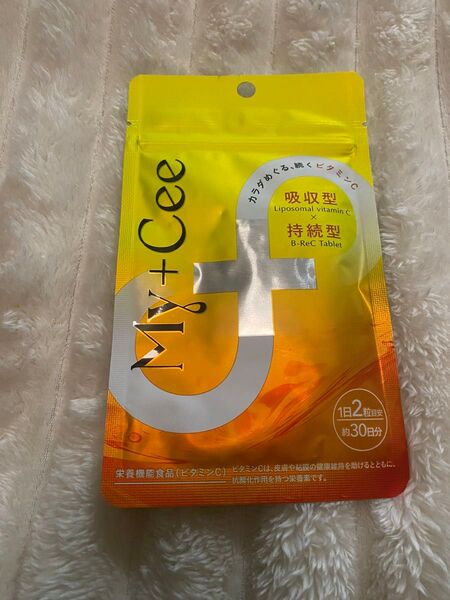 My+Cee
カラダめぐる、続くビタミンC
吸収型
Liposomal vitamin C
×
持続型
B-ReC Tablet
1日2粒目安
約30日分
栄養機能食品(ビタミンC)
ビタミンCは、皮膚や粘膜の健康維持を助けるとともに、
抗酸化作用を持つ栄養素です。